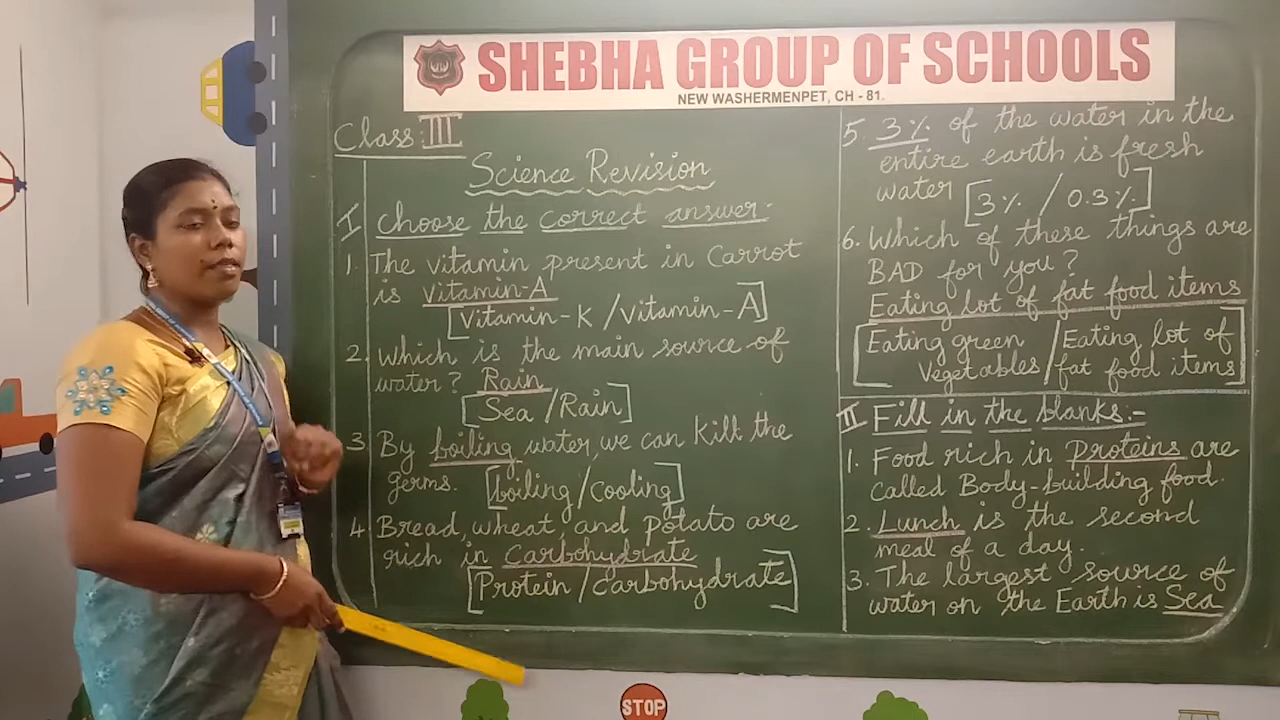 SHEBHA GROUP OF SCHOOLS
NEW WASHERMENPET, CH - 81.
Class: III
Science Revision
I Choose the correct answer.
1. The vitamin present in Carrot
is vitamin-A
[Vitamin-K/vitamin-A]
2. Which is the main source of
water? Rain
[Sea/Rain]
3 By boiling water, we can kill the
germs. [boiling/cooling]
4 Bread, wheat, and potato are
rich in carbohydrate
[Protein/carbohydrate]
5. 3% of the water in the
entire earth is fresh
water [3% / 0.3%]
6. Which of these things are
BAD for you?
Eating lot of fat food items
[Eating green / Eating lot of
Vegetables / fat food items]
II Fill in the blanks:-
1. Food rich in Proteins are
called Body-building food.
2. Lunch is the second
meal of a day.
3. The largest source of
water on the Earth is Sea
STOP